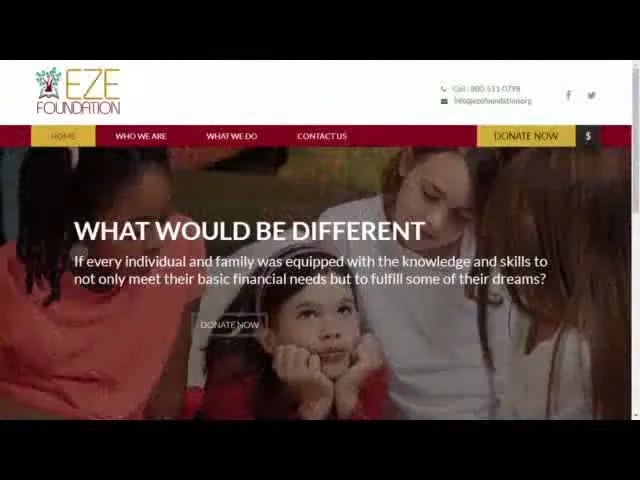 EZE
FOUNDATION
Call : 800-511-0798
info@ezefoundation.org
HOME
WHO WE ARE
WHAT WE DO
CONTACT US
DONATE NOW
$
WHAT WOULD BE DIFFERENT
If every individual and family was equipped with the knowledge and skills to
not only meet their basic financial needs but to fulfill some of their dreams?
DONATE NOW